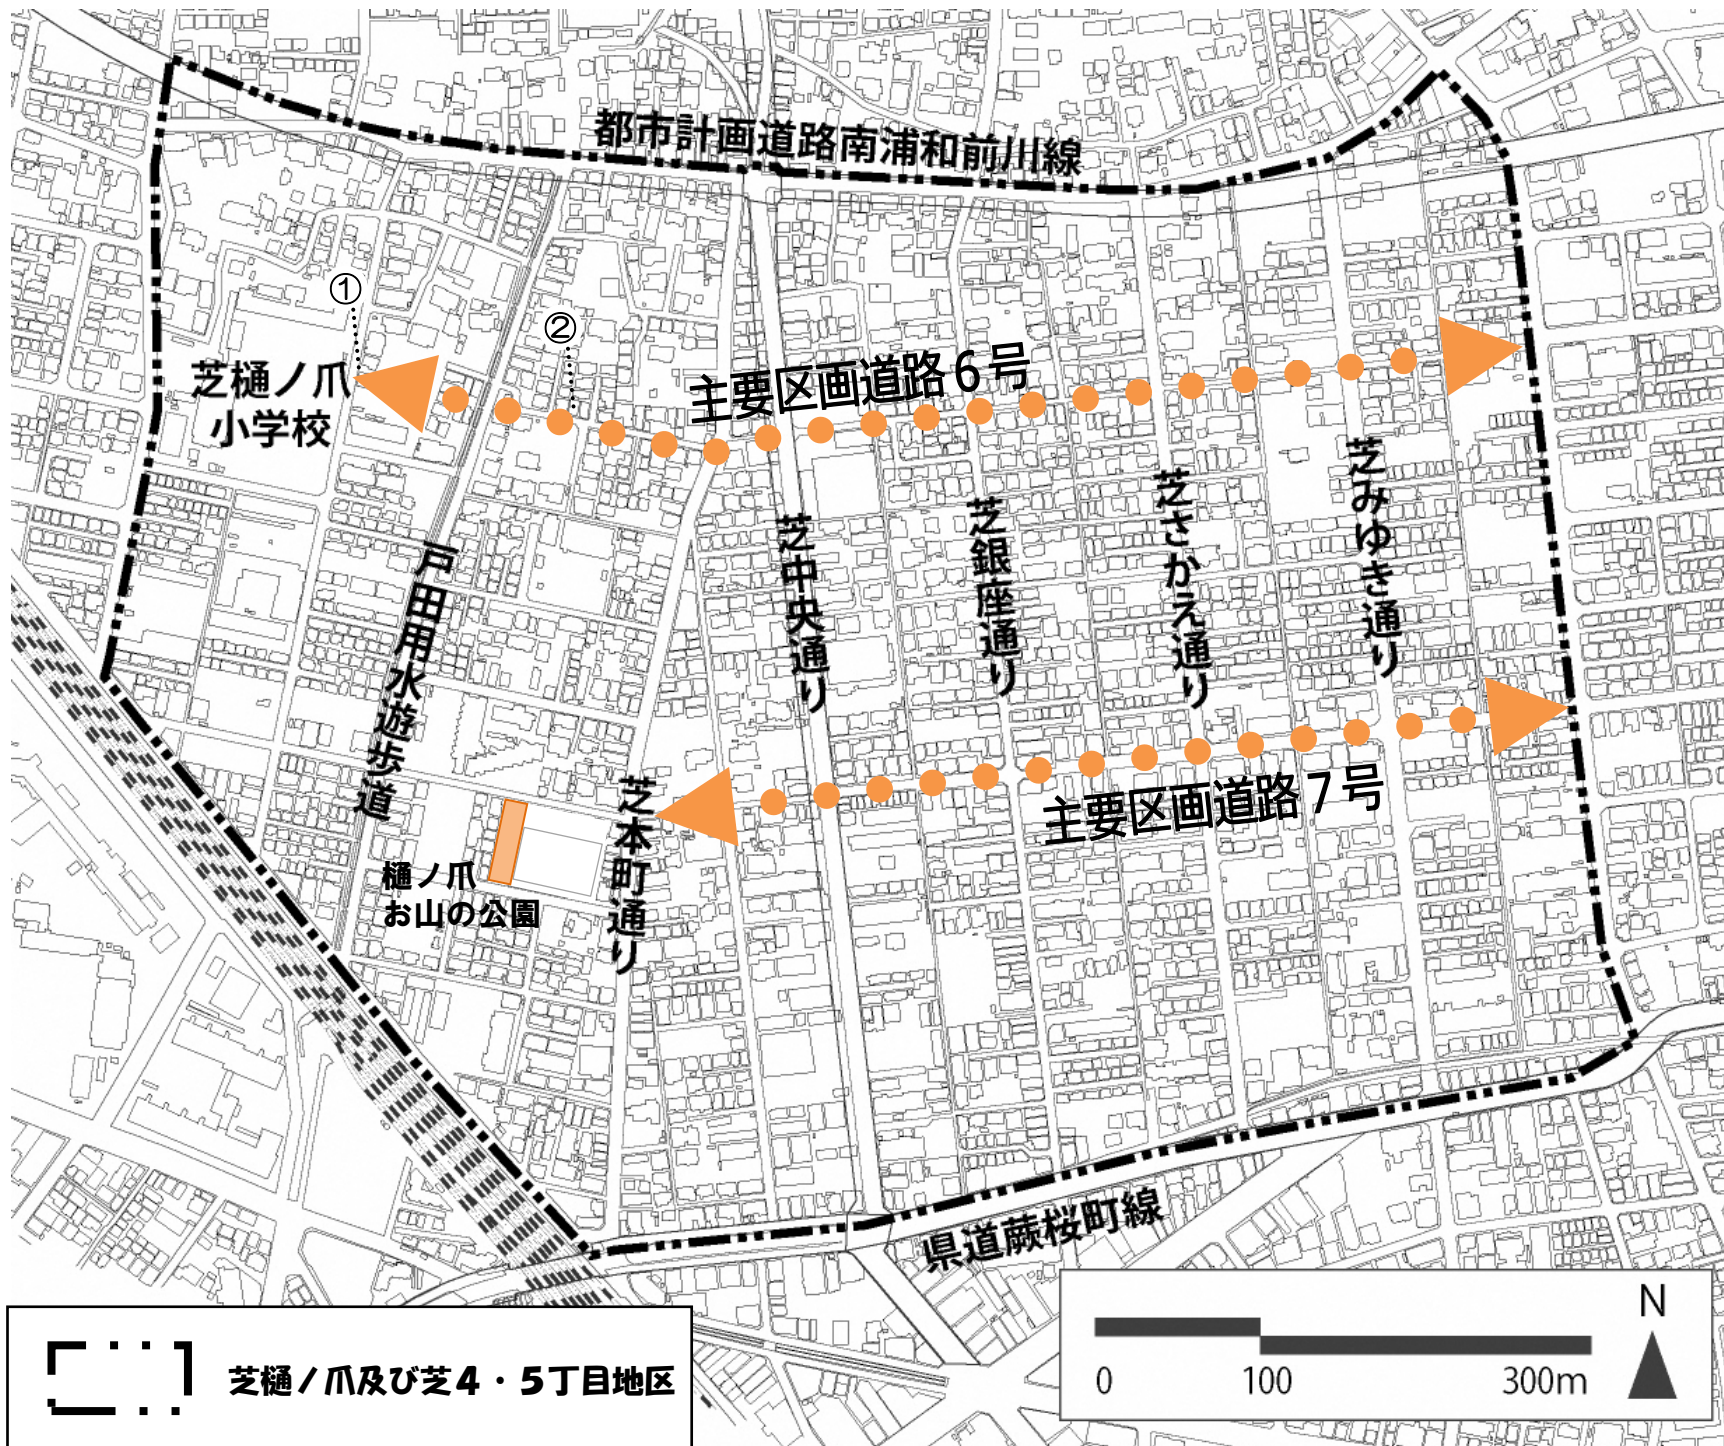 都市計画道路南浦和前川線
①
②
芝樋ノ爪
小学校
主要区画道路6号
戸田用水遊歩道
芝中央通り
芝銀座通り
芝さかえ通り
芝みゆき通り
主要区画道路7号
芝本町通り
樋ノ爪
お山の公園
県道蕨桜町線
芝樋ノ爪及び芝4・5丁目地区
N
0 100 300m